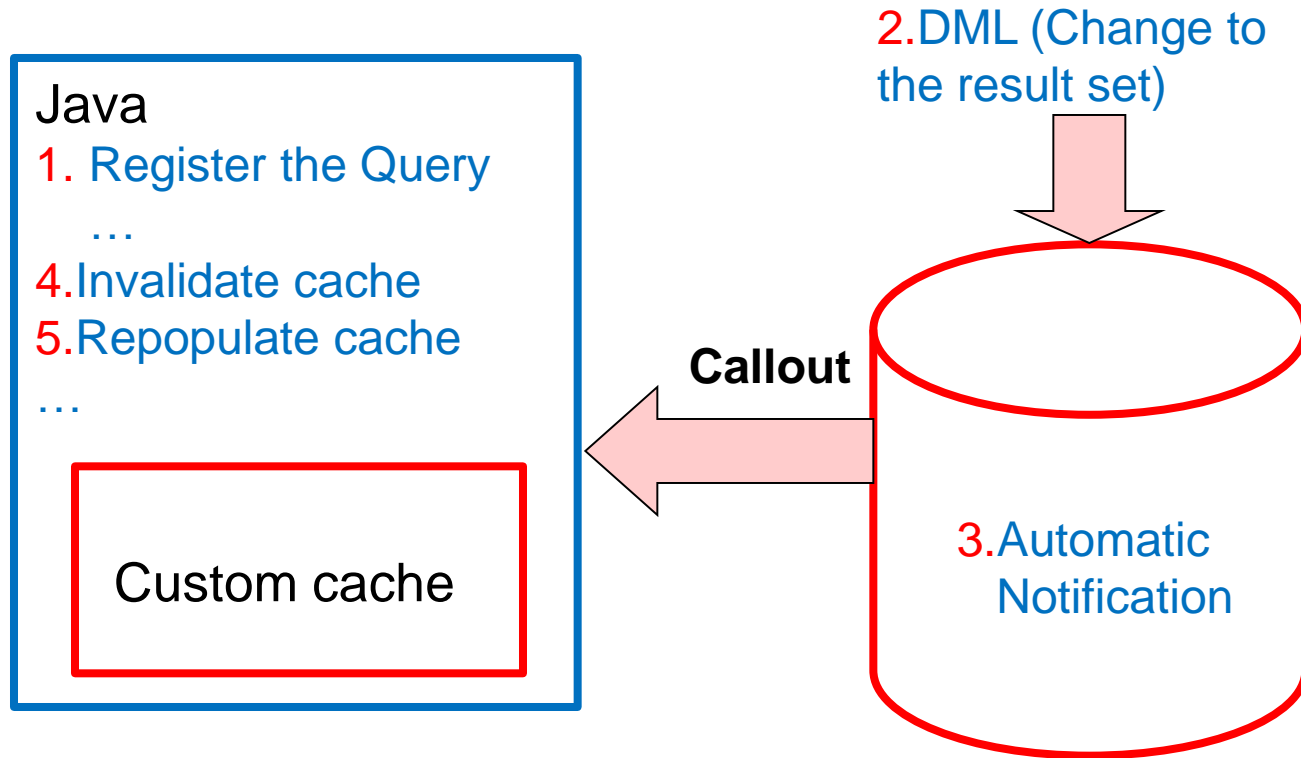 Java
1. Register the Query
…
4.Invalidate cache
5.Repopulate cache
…
Custom cache
Callout
2.DML (Change to
the result set)
3.Automatic
Notification